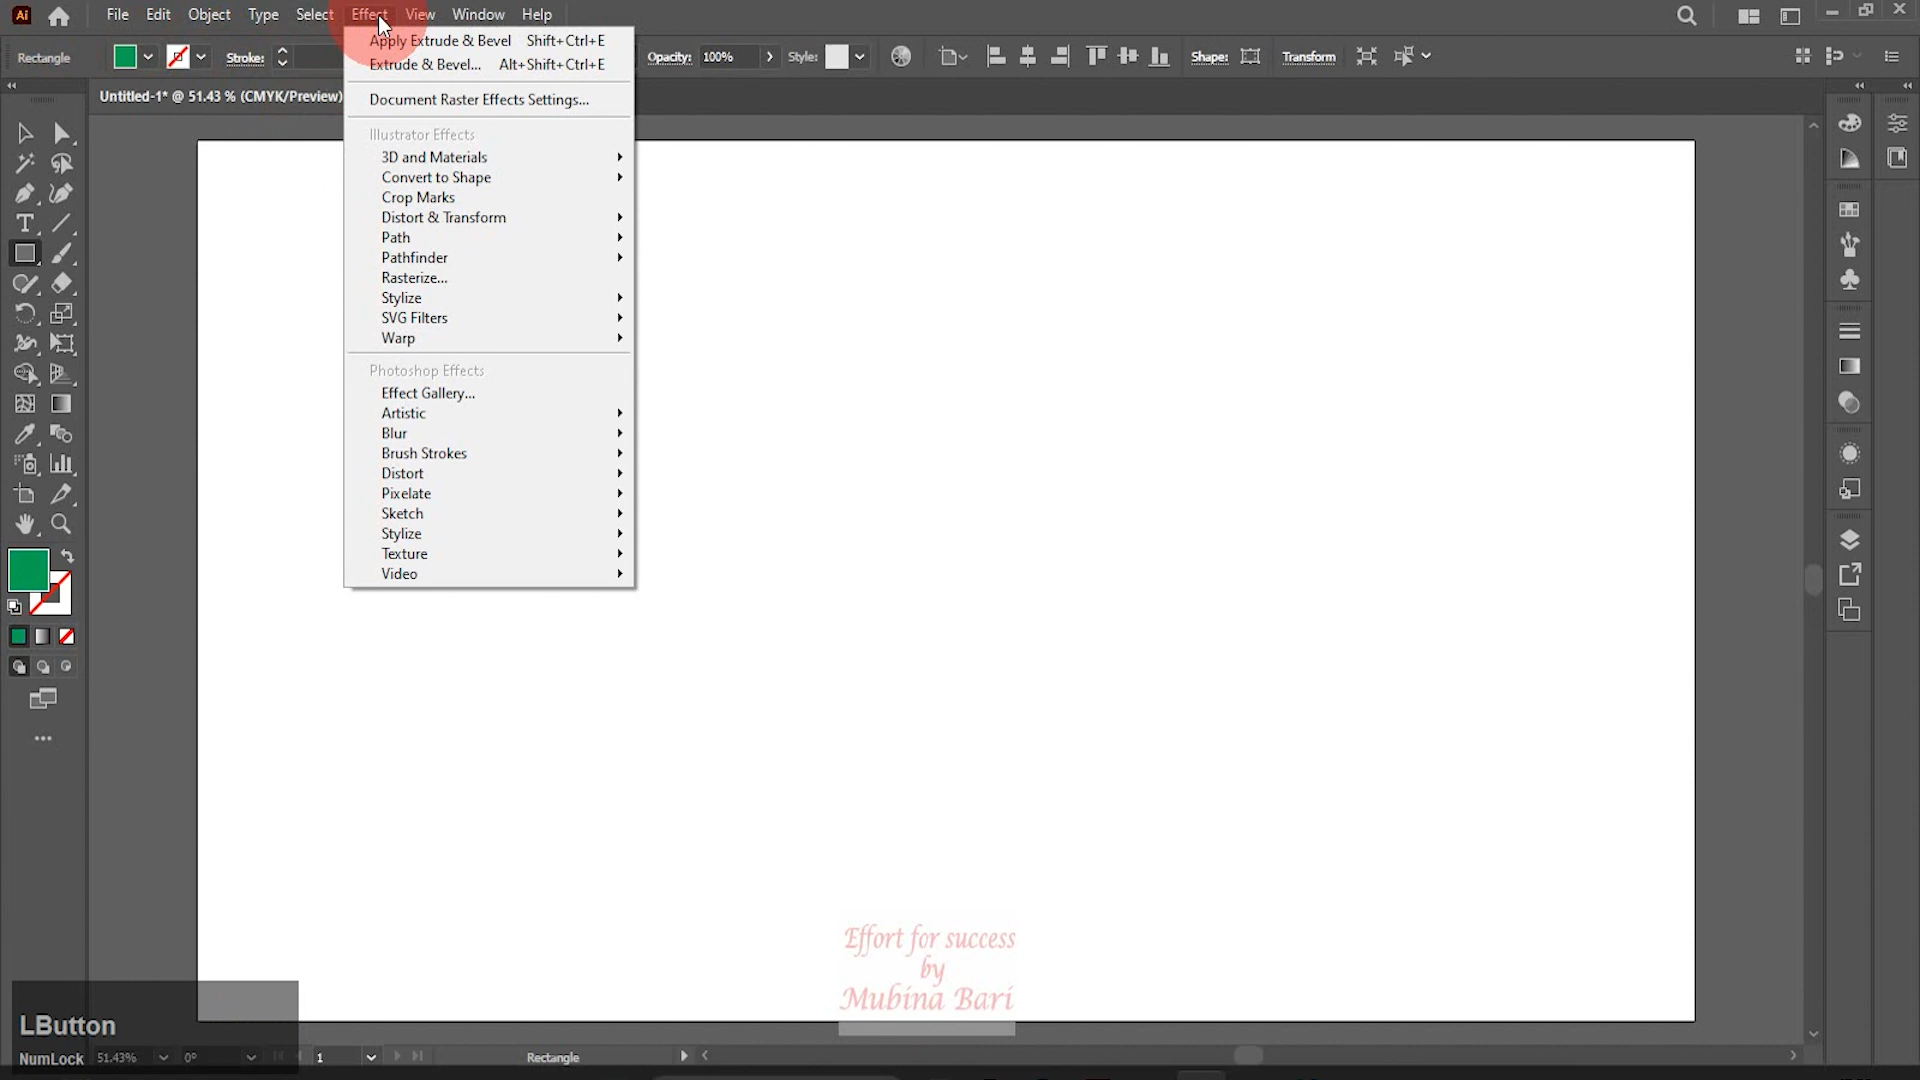 Ai File Edit Object Type Select Effect View Window Help
Rectangle Stroke: Opacity: 100% Style: Shape: Transform
Untitled-1* @ 51.43 % (CMYK/Preview)
Apply Extrude & Bevel Shift+Ctrl+E
Extrude & Bevel... Alt+Shift+Ctrl+E
Document Raster Effects Settings...
Illustrator Effects
3D and Materials
Convert to Shape
Crop Marks
Distort & Transform
Path
Pathfinder
Rasterize...
Stylize
SVG Filters
Warp
Photoshop Effects
Effect Gallery...
Artistic
Blur
Brush Strokes
Distort
Pixelate
Sketch
Stylize
Texture
Video
Effort for success
by
Mubina Bari
LButton
NumLock 51.43% 0° 1 Rectangle